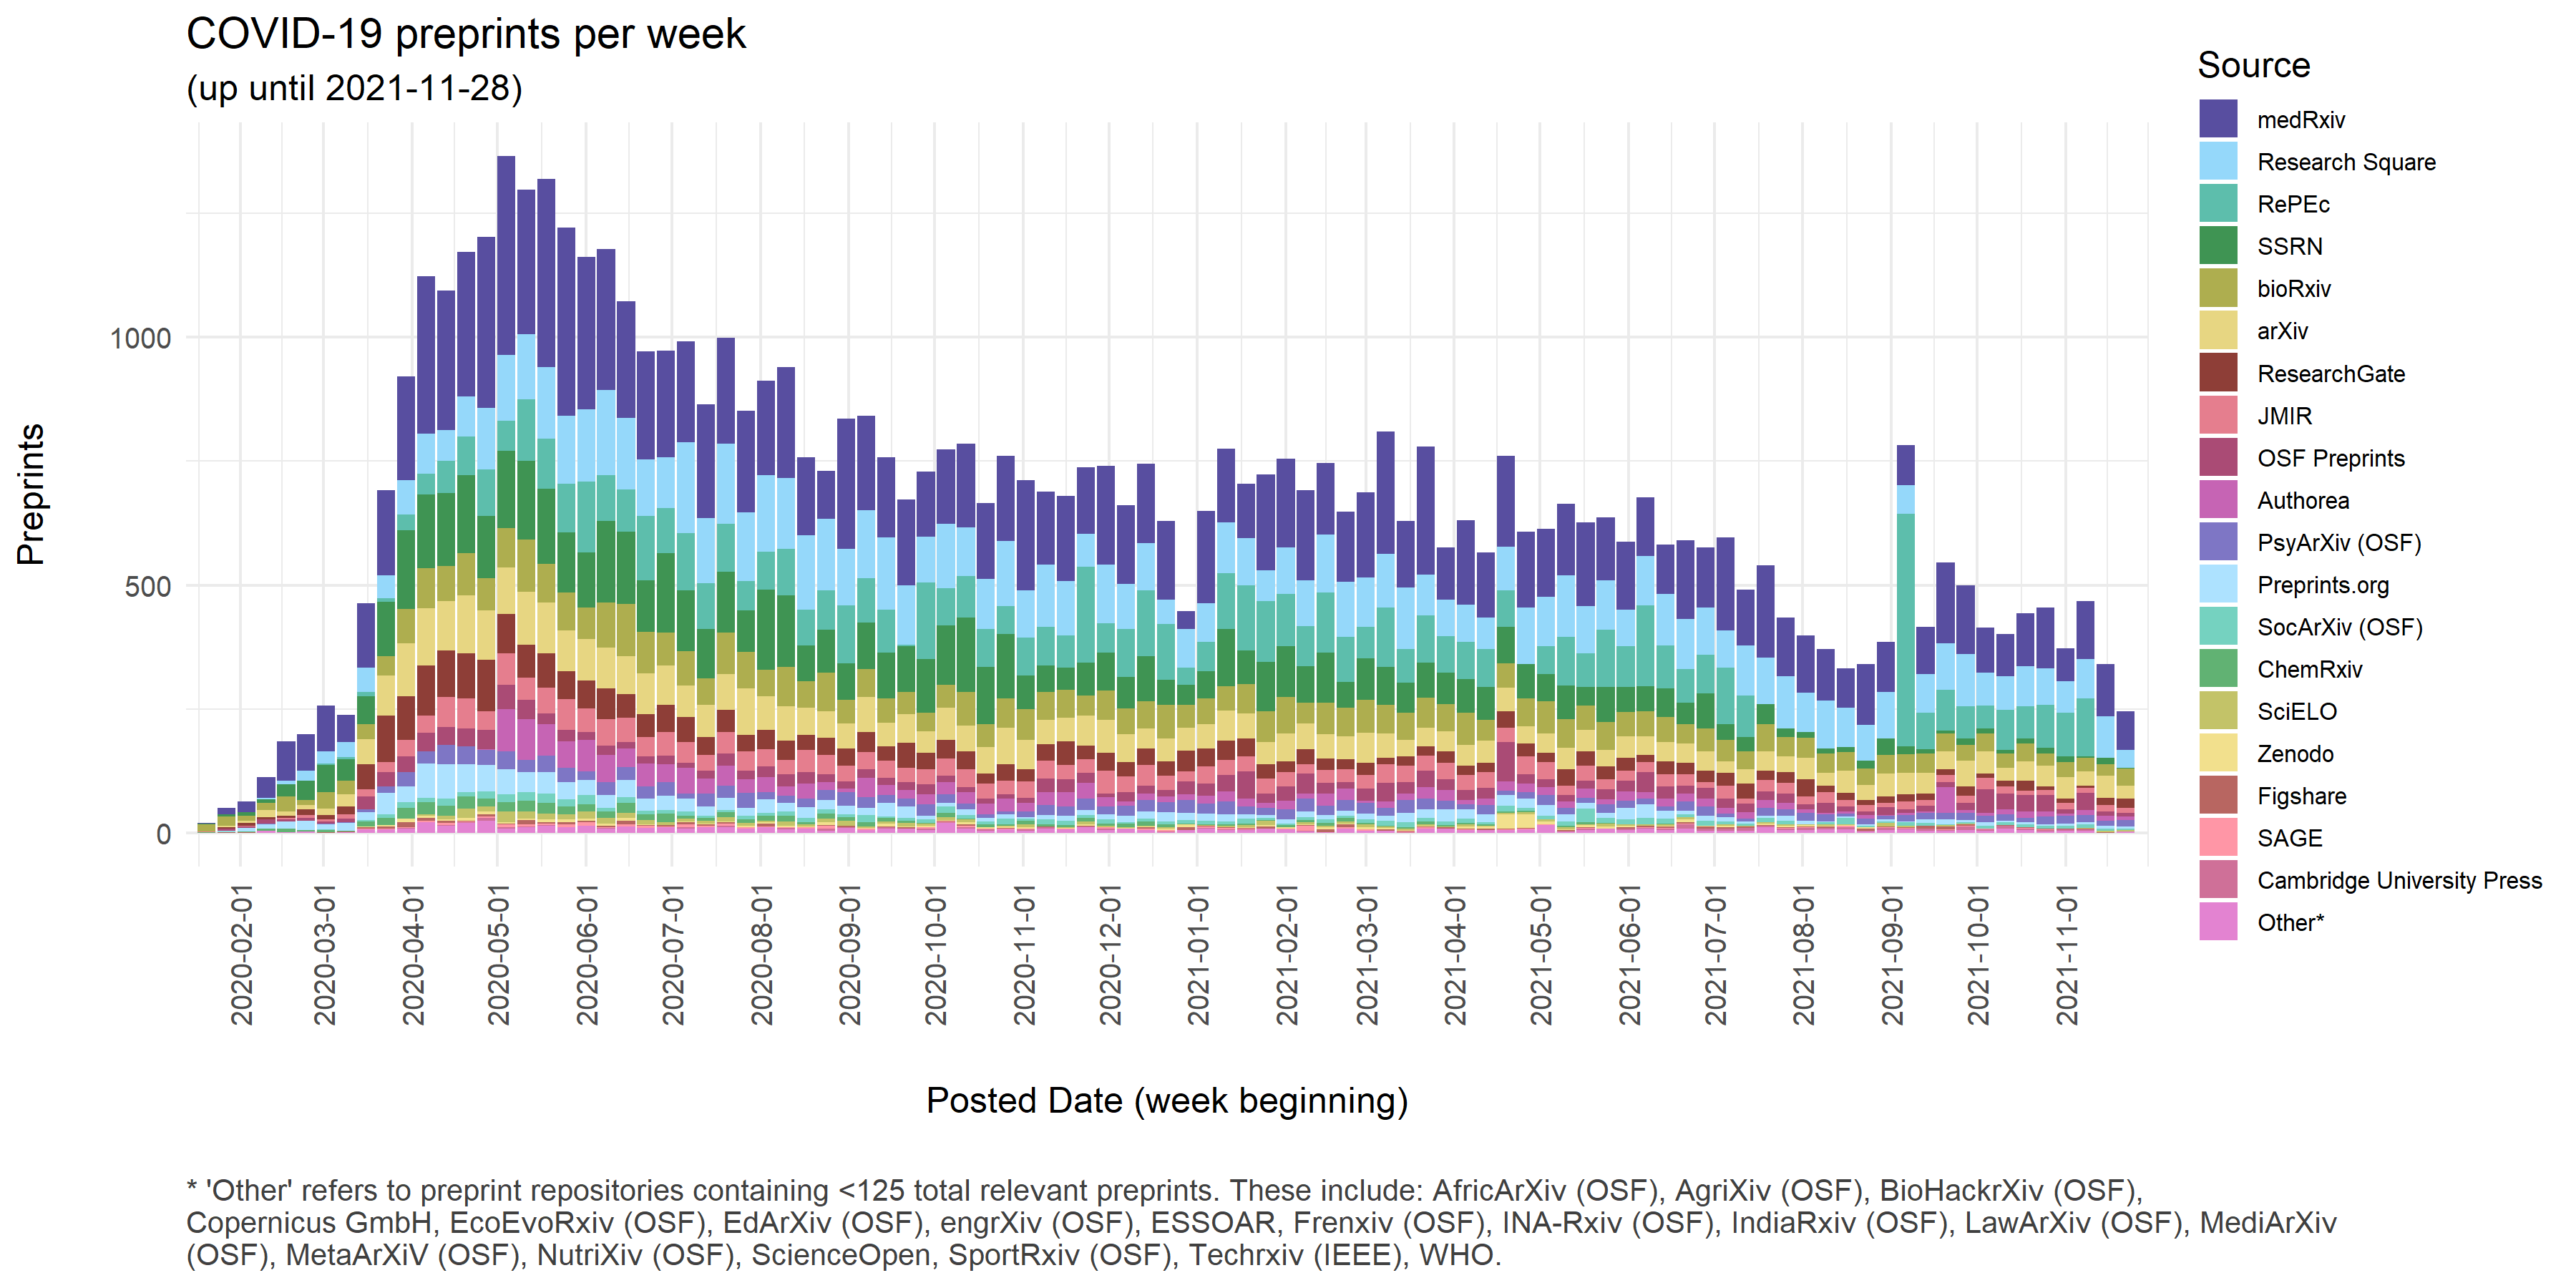 COVID-19 preprints per week
(up until 2021-11-28)
Source
medRxiv
Research Square
RePEc
SSRN
bioRxiv
arXiv
ResearchGate
JMIR
OSF Preprints
Authorea
PsyArXiv (OSF)
Preprints.org
SocArXiv (OSF)
ChemRxiv
SciELO
Zenodo
Figshare
SAGE
Cambridge University Press
Other*
Preprints
1000
500
0
2020-02-01
2020-03-01
2020-04-01
2020-05-01
2020-06-01
2020-07-01
2020-08-01
2020-09-01
2020-10-01
2020-11-01
2020-12-01
2021-01-01
2021-02-01
2021-03-01
2021-04-01
2021-05-01
2021-06-01
2021-07-01
2021-08-01
2021-09-01
2021-10-01
2021-11-01
Posted Date (week beginning)
* 'Other' refers to preprint repositories containing <125 total relevant preprints. These include: AfricArXiv (OSF), AgriXiv (OSF), BioHackrXiv (OSF),
Copernicus GmbH, EcoEvoRxiv (OSF), EdArXiv (OSF), engrXiv (OSF), ESSOAR, Frenxiv (OSF), INA-Rxiv (OSF), IndiaRxiv (OSF), LawArXiv (OSF), MediArXiv
(OSF), MetaArXiV (OSF), NutriXiv (OSF), ScienceOpen, SportRxiv (OSF), Techrxiv (IEEE), WHO.